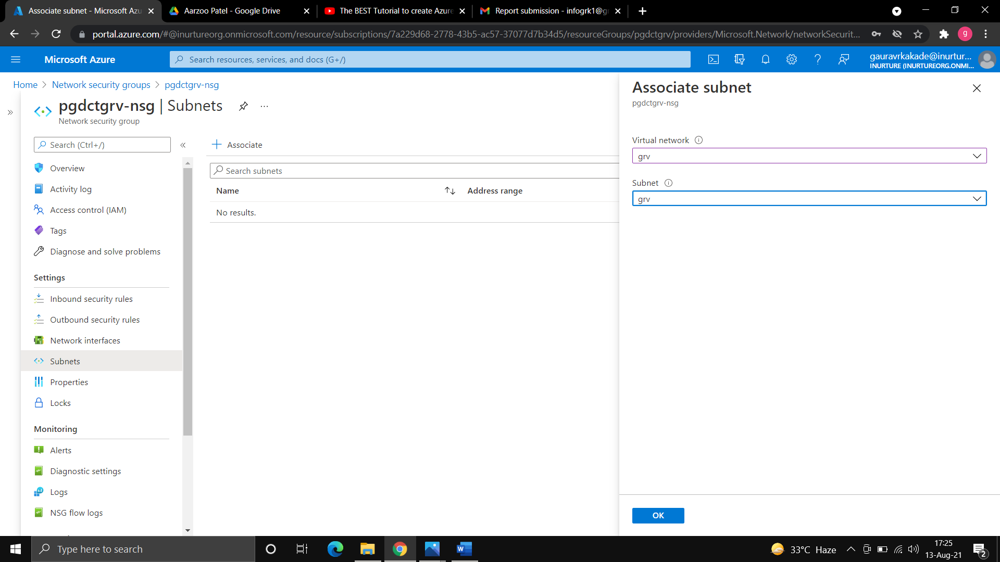 Associate subnet - Microsoft Azu
Aarzoo Patel - Google Drive
The BEST Tutorial to create Azure
Report submission - infogrk1@g
portal.azure.com/#@inurtureorg.onmicrosoft.com/resource/subscriptions/7a229d68-2778-43b5-ac57-37077d7b34d5/resourceGroups/pgdctgrv/providers/Microsoft.Network/networkSecurit...
g
Microsoft Azure
Search resources, services, and docs (G+/)
gauravrkakade@inurtur...
INURTURE (INURTUREORG.ONMI...
Home > Network security groups > pgdctgrv-nsg
pgdctgrv-nsg | Subnets
Network security group
Search (Ctrl+/)
Overview
Activity log
Access control (IAM)
Tags
Diagnose and solve problems
Settings
Inbound security rules
Outbound security rules
Network interfaces
Subnets
Properties
Locks
Monitoring
Alerts
Diagnostic settings
Logs
NSG flow logs
Associate
Search subnets
Name
Address range
No results.
Associate subnet
pgdctgrv-nsg
Virtual network
grv
Subnet
grv
OK
Type here to search
33°C Haze
17:25
13-Aug-21
2